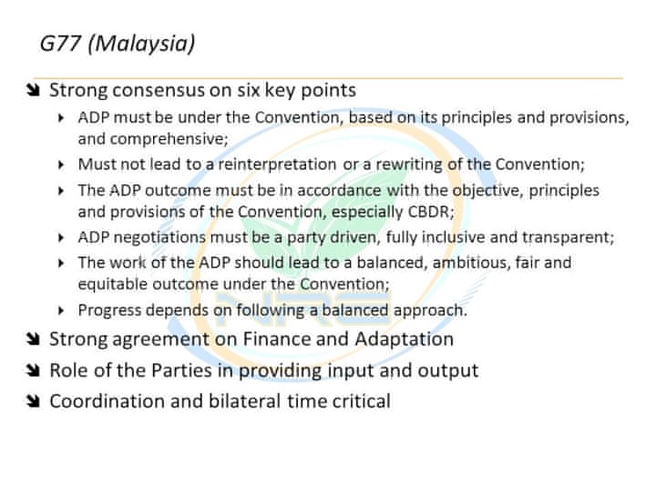 G77 (Malaysia)
Strong consensus on six key points
ADP must be under the Convention, based on its principles and provisions,
and comprehensive;
Must not lead to a reinterpretation or a rewriting of the Convention;
The ADP outcome must be in accordance with the objective, principles
and provisions of the Convention, especially CBDR;
ADP negotiations must be a party driven, fully inclusive and transparent;
The work of the ADP should lead to a balanced, ambitious, fair and
equitable outcome under the Convention;
NRE
Progress depends on following a balanced approach.
Strong agreement on Finance and Adaptation
Role of the Parties in providing input and output
Coordination and bilateral time critical